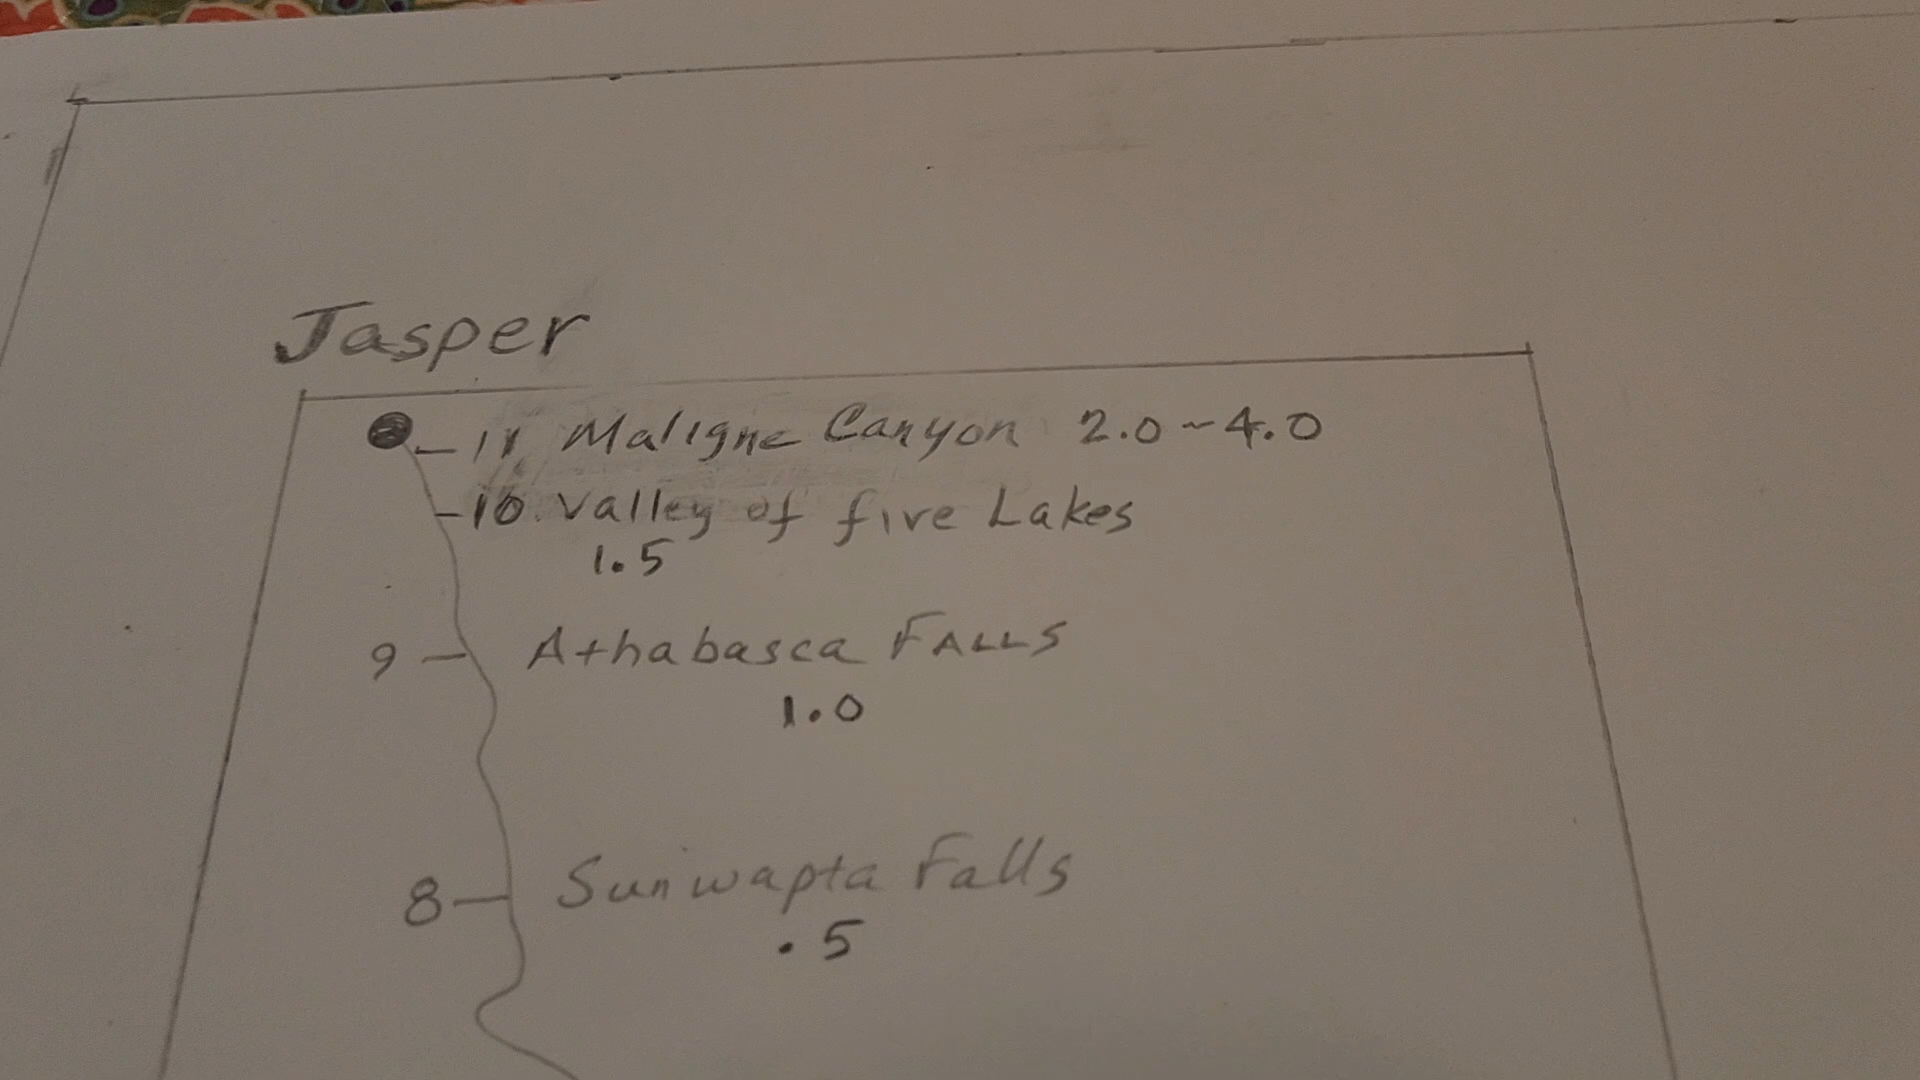 Jasper
-11 Maligne Canyon 2.0-4.0
-10. Valley of five Lakes
1.5
9 - Athabasca FALLS
1.0
8 - Sunwapta Falls
.5